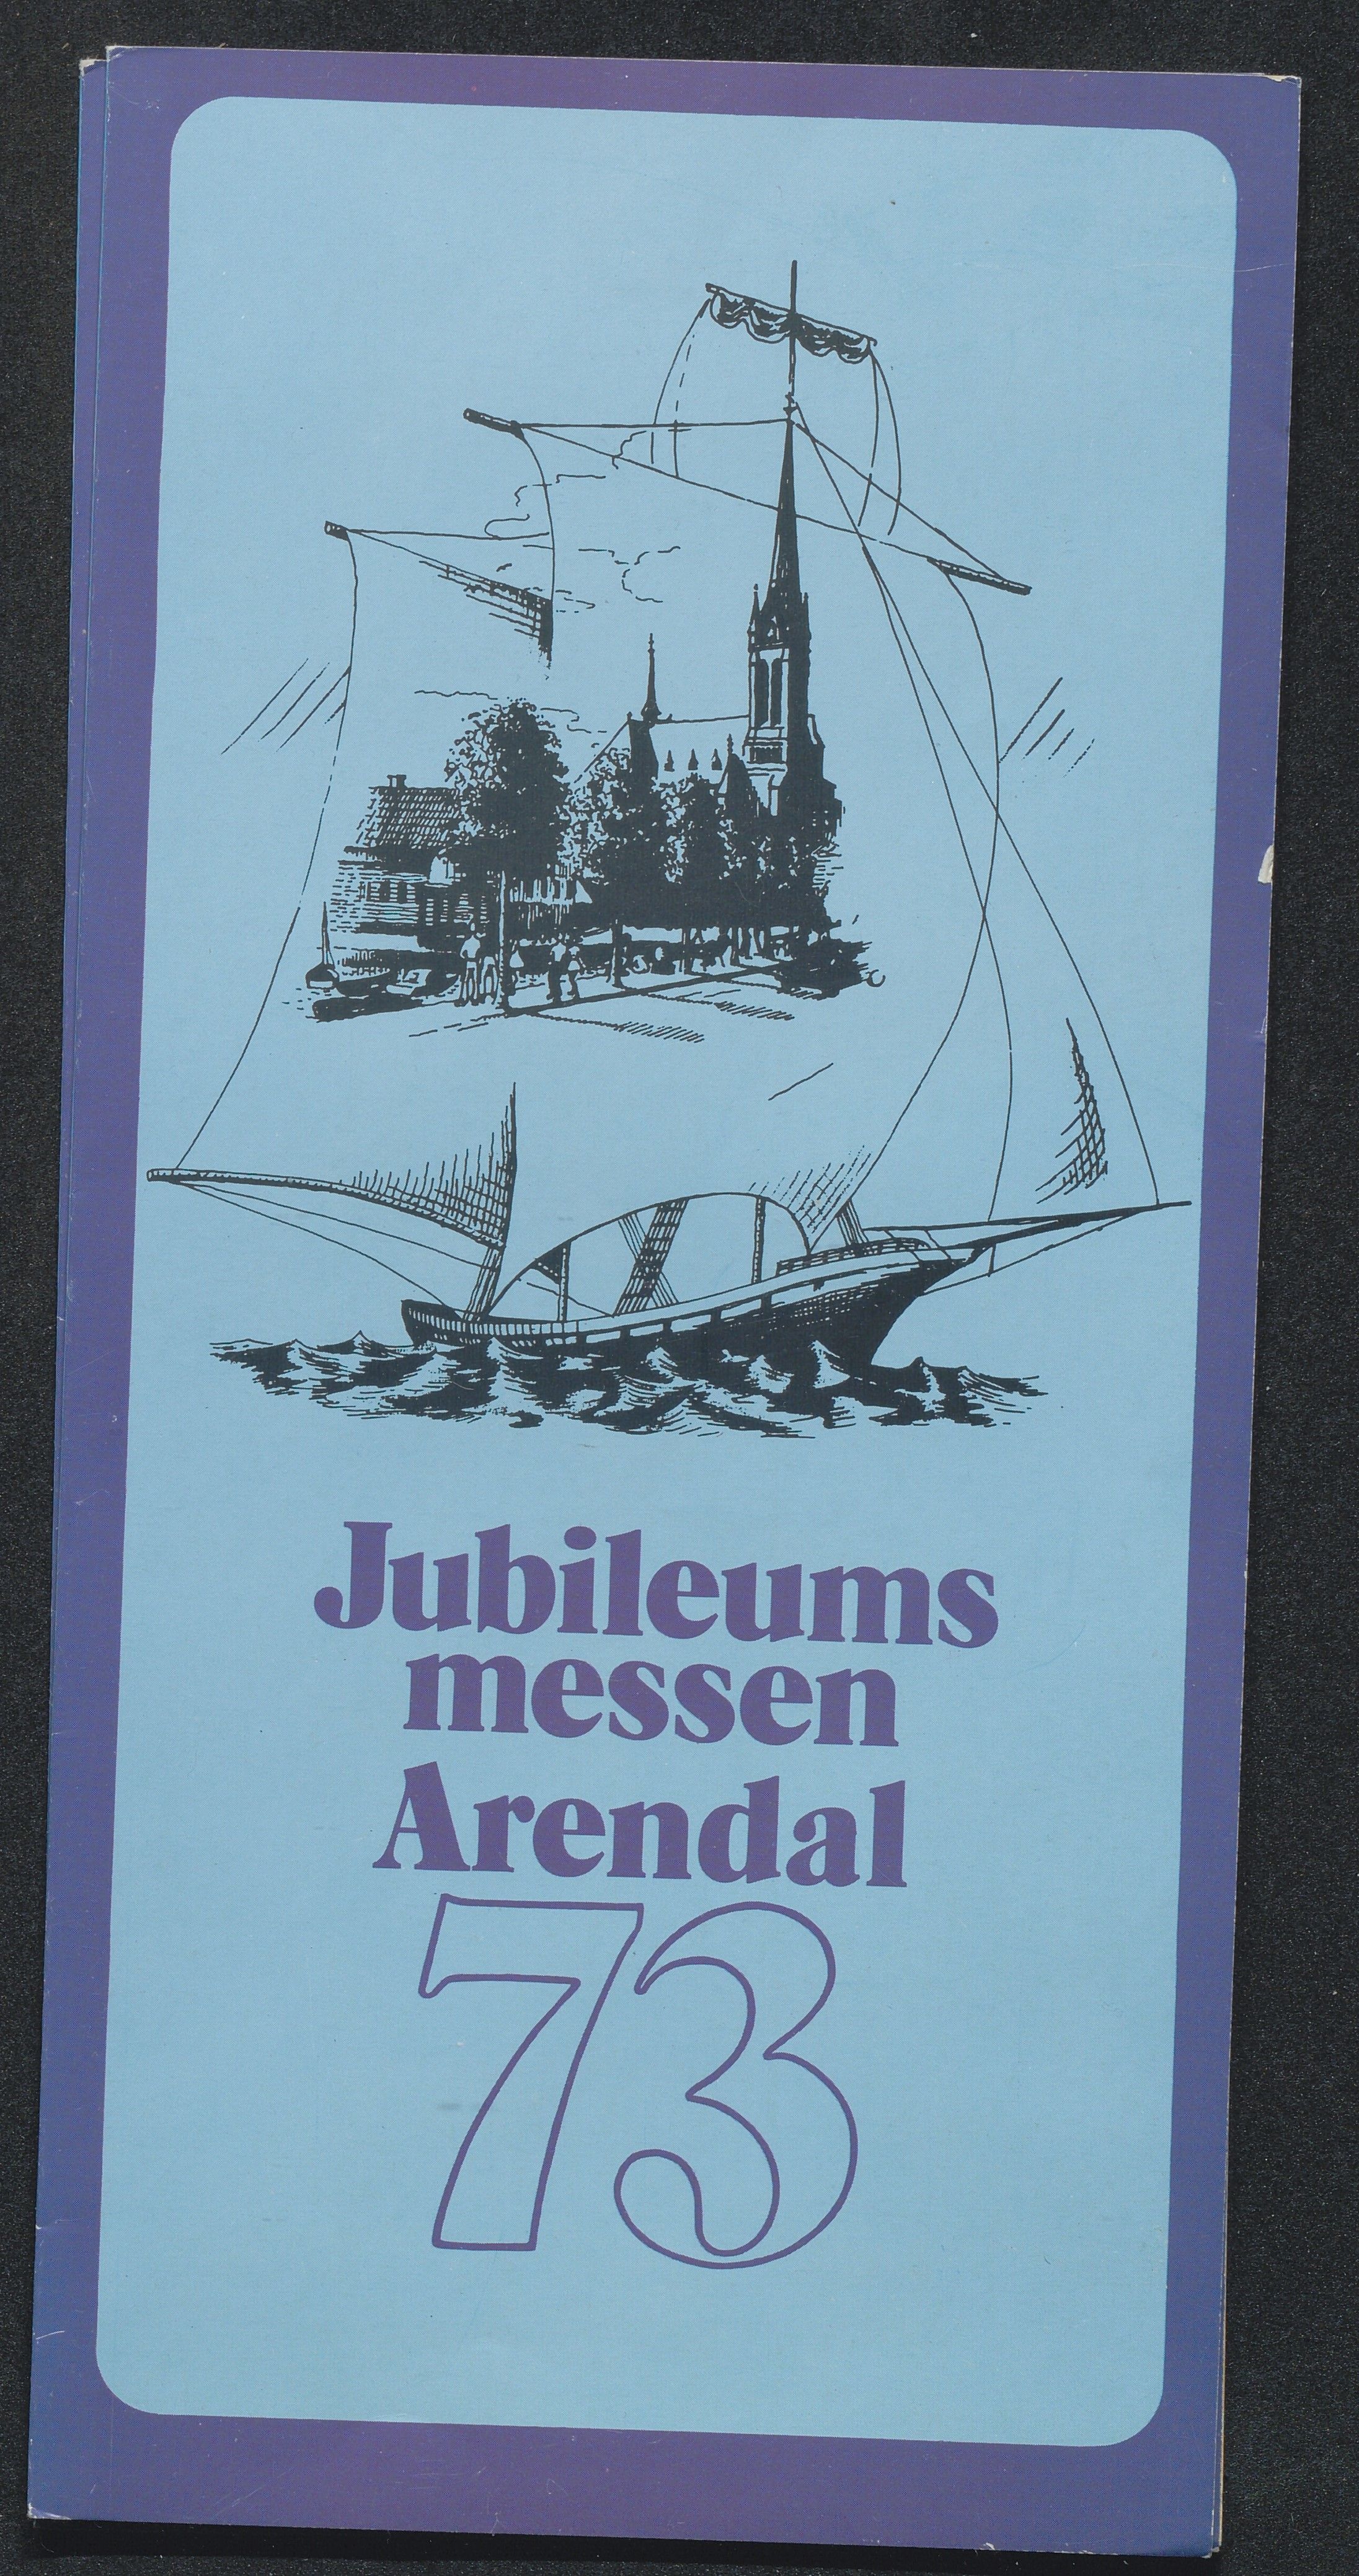 Jubileums
messen
Arendal
73